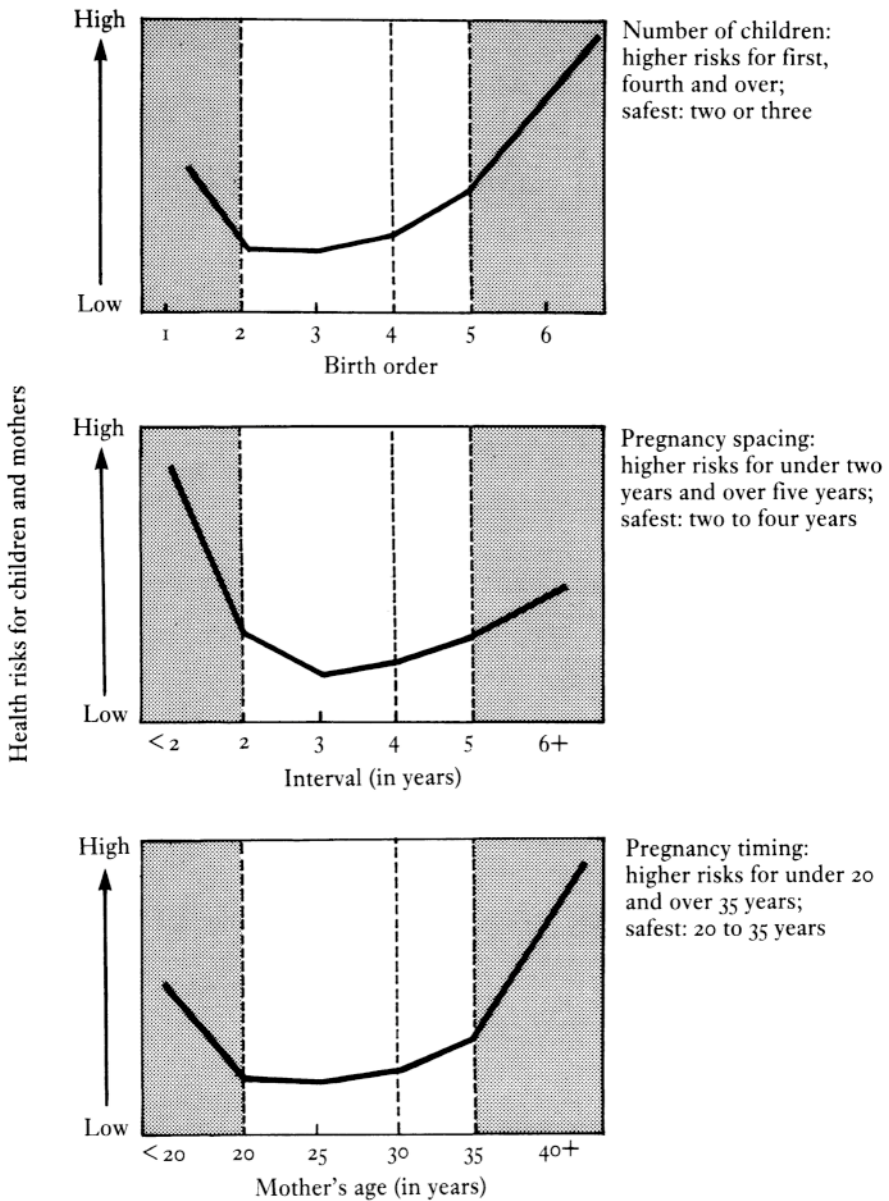 High
Low
1 2 3 4 5 6
Birth order
Number of children:
higher risks for first,
fourth and over;
safest: two or three
Health risks for children and mothers
High
Low
<2 2 3 4 5 6+
Interval (in years)
Pregnancy spacing:
higher risks for under two
years and over five years;
safest: two to four years
High
Low
<20 20 25 30 35 40+
Mother's age (in years)
Pregnancy timing:
higher risks for under 20
and over 35 years;
safest: 20 to 35 years